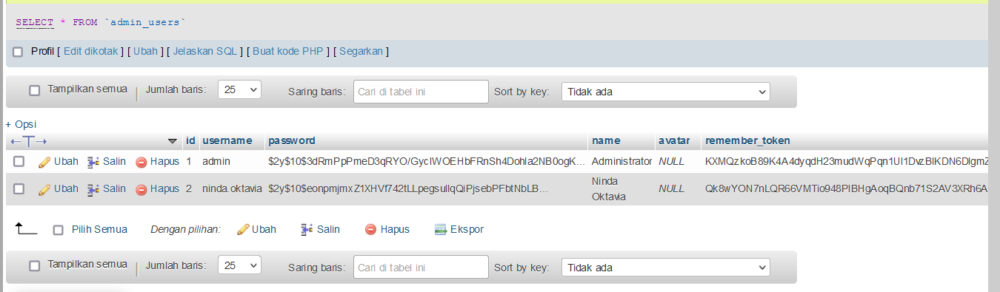 SELECT * FROM `admin_users`
Profil [ Edit dikotak ] [ Ubah ] [ Jelaskan SQL ] [ Buat kode PHP ] [ Segarkan ]
Tampilkan semua | Jumlah baris: 25 Saring baris: Cari di tabel ini Sort by key: Tidak ada
+ Opsi
←T→ id username password name avatar remember_token
Ubah Salin Hapus 1 admin $2y$10$3dRmPpPmeD3qRYO/GycIWOEHbFRnSh4Dohla2NB0ogK... Administrator NULL KXMQzkoB89K4A4dyqdH23mudWqPqn1UI1DvzBIKDN6DlgmZ
Ubah Salin Hapus 2 ninda.oktavia $2y$10$eonpmjmxZ1XHVf742tLLpegsullqQiPjsebPFbtNbLB... Ninda Oktavia NULL Qk8wYON7nLQR66VMTio948PIBHgAoqBQnb71S2AV3XRh6A
Pilih Semua Dengan pilihan: Ubah Salin Hapus Ekspor
Tampilkan semua | Jumlah baris: 25 Saring baris: Cari di tabel ini Sort by key: Tidak ada